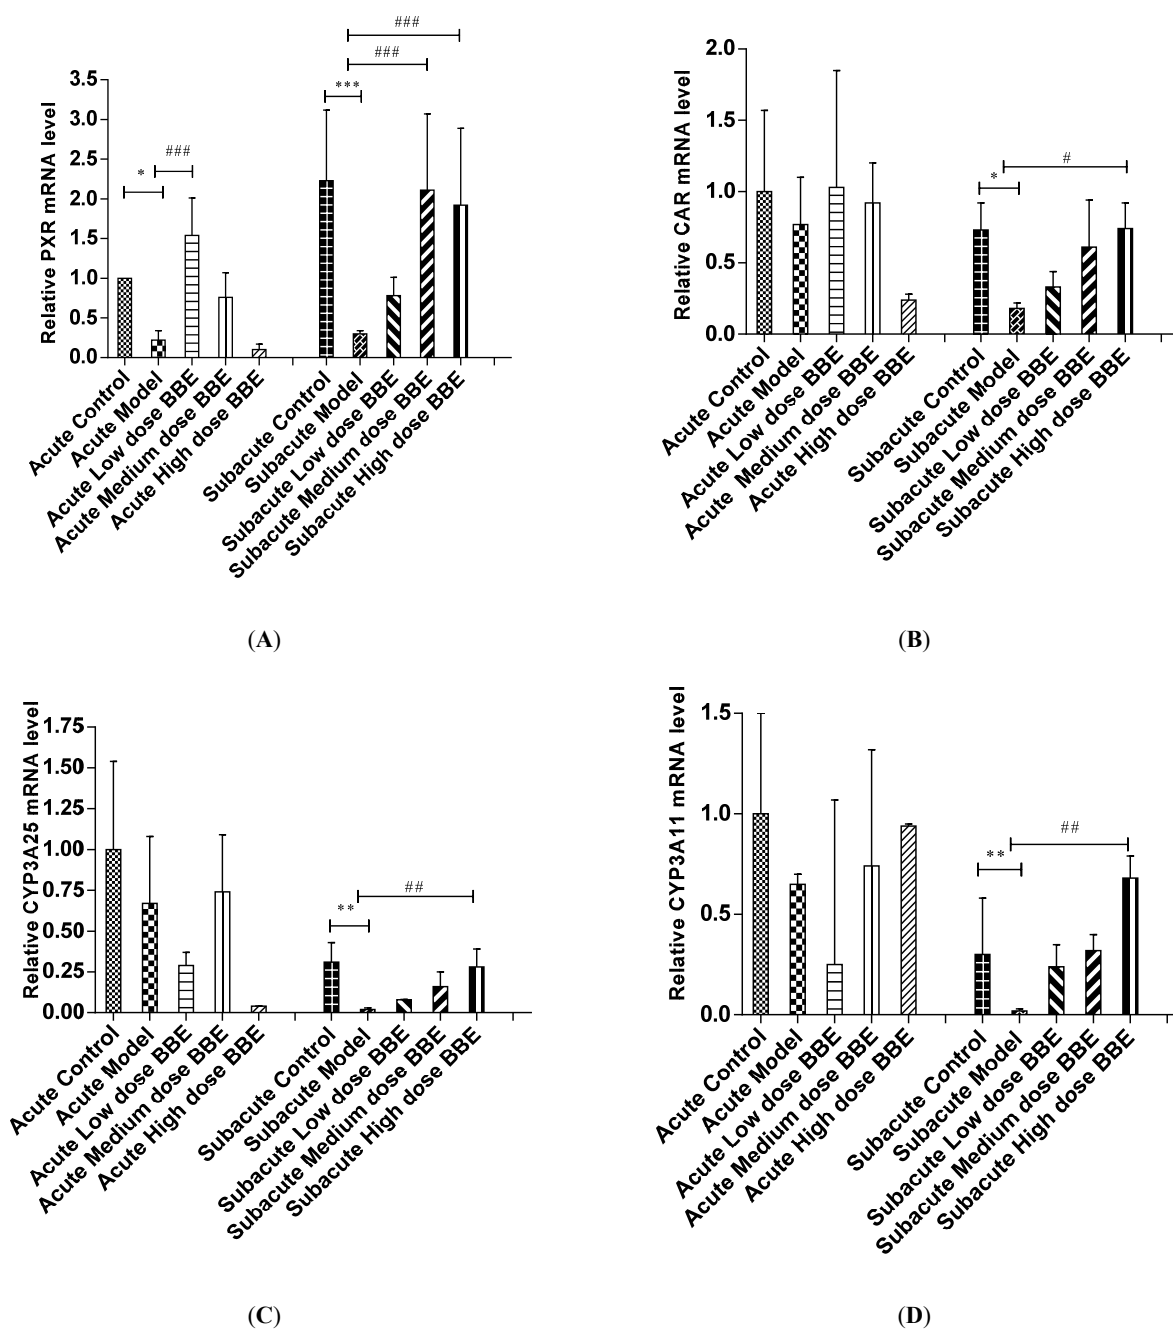 ###
###
***
###
*
3.5
3.0
2.5
2.0
1.5
1.0
0.5
0.0
Relative PXR mRNA level
Acute Control
Acute Model
Acute Low dose BBE
Acute Medium dose BBE
Acute High dose BBE
Subacute Control
Subacute Model
Subacute Low dose BBE
Subacute Medium dose BBE
Subacute High dose BBE
(A)
2.0
1.5
1.0
0.5
0.0
Relative CAR mRNA level
#
*
Acute Control
Acute Model
Acute Low dose BBE
Acute Medium dose BBE
Acute High dose BBE
Subacute Control
Subacute Model
Subacute Low dose BBE
Subacute Medium dose BBE
Subacute High dose BBE
(B)
1.75
1.50
1.25
1.00
0.75
0.50
0.25
0.00
Relative CYP3A25 mRNA level
##
**
Acute Control
Acute Model
Acute Low dose BBE
Acute Medium dose BBE
Acute High dose BBE
Subacute Control
Subacute Model
Subacute Low dose BBE
Subacute Medium dose BBE
Subacute High dose BBE
(C)
1.5
1.0
0.5
0.0
Relative CYP3A11 mRNA level
##
**
Acute Control
Acute Model
Acute Low dose BBE
Acute Medium dose BBE
Acute High dose BBE
Subacute Control
Subacute Model
Subacute Low dose BBE
Subacute Medium dose BBE
Subacute High dose BBE
(D)